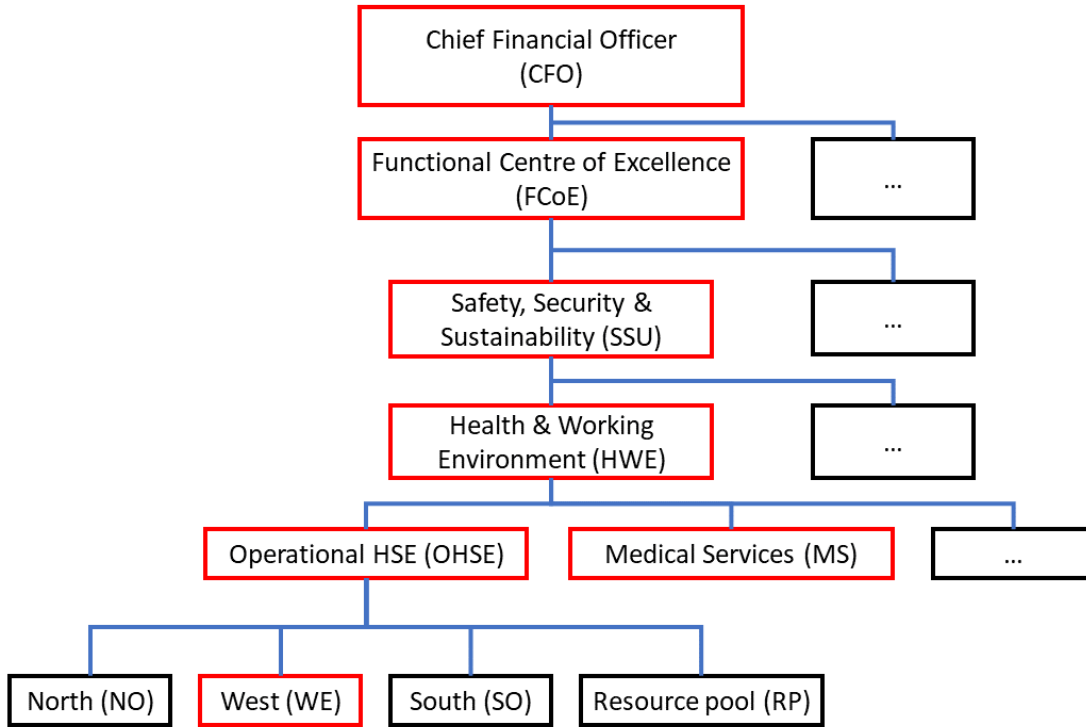 Chief Financial Officer
(CFO)
Functional Centre of Excellence
(FCoE)
...
Safety, Security &
Sustainability (SSU)
...
Health & Working
Environment (HWE)
...
Operational HSE (OHSE)
Medical Services (MS)
...
North (NO)
West (WE)
South (SO)
Resource pool (RP)